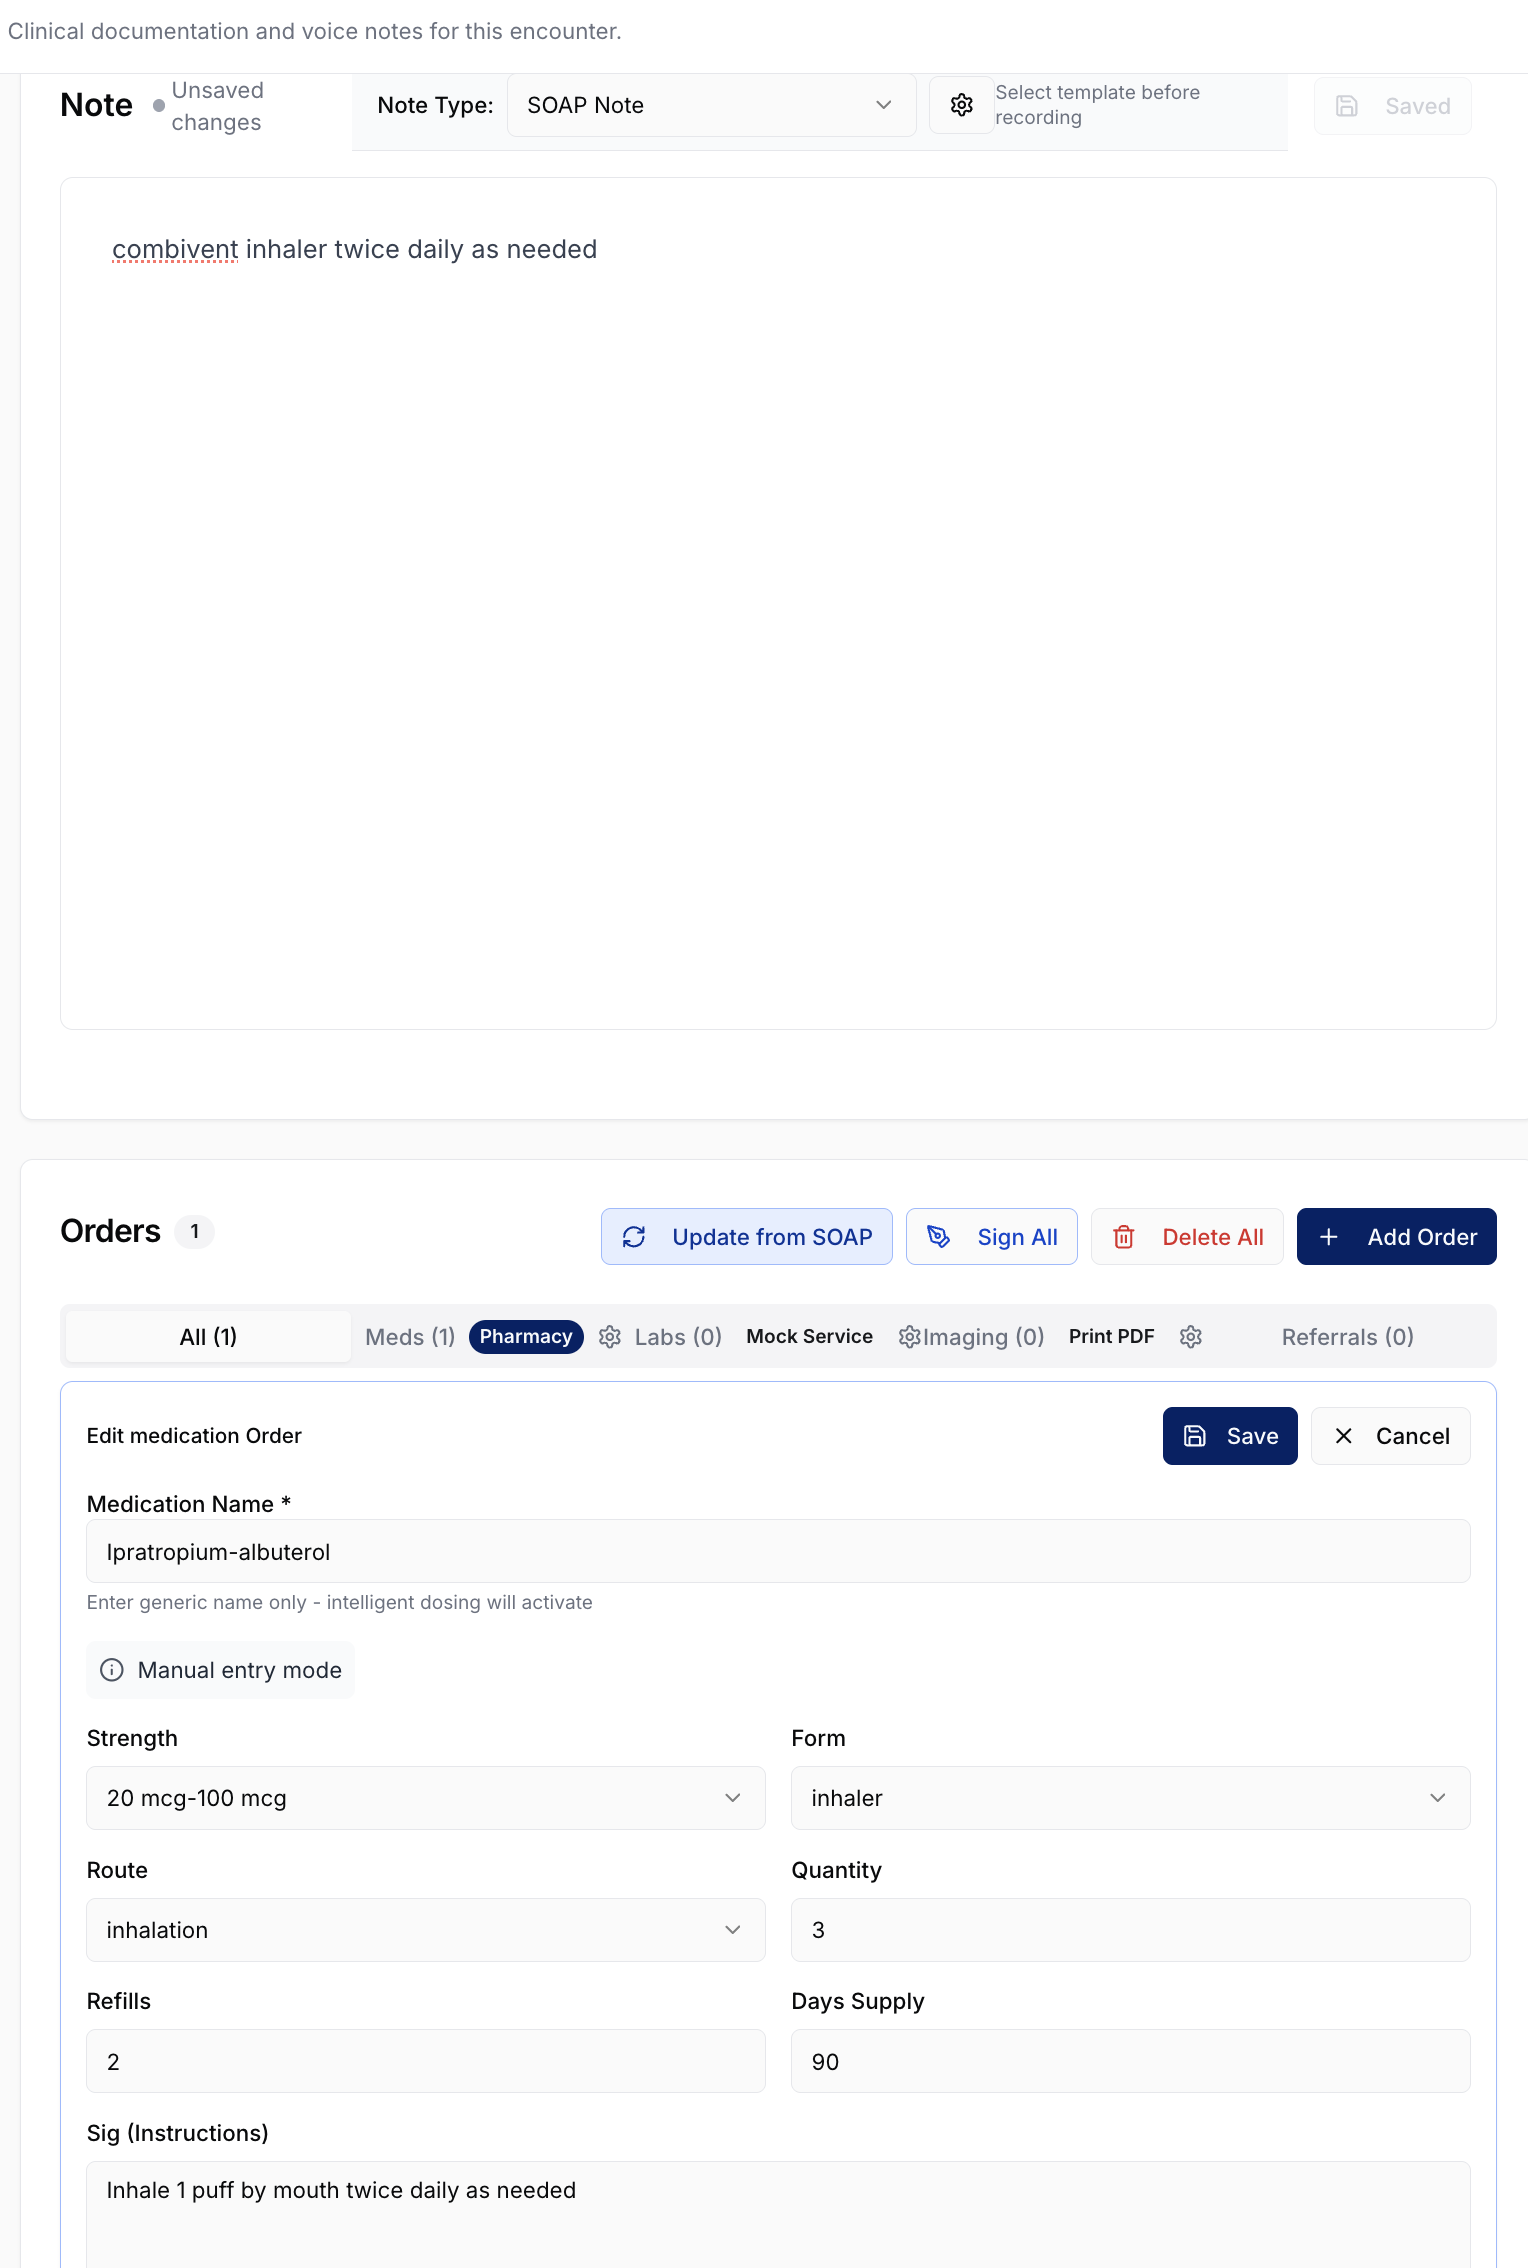 Clinical documentation and voice notes for this encounter.
Note
Unsaved
changes
Note Type:
SOAP Note
Select template before
recording
Saved
combivent inhaler twice daily as needed
Orders
1
Update from SOAP
Sign All
Delete All
Add Order
All (1)
Meds (1)
Pharmacy
Labs (0)
Mock Service
Imaging (0)
Print PDF
Referrals (0)
Edit medication Order
Save
Cancel
Medication Name *
Ipratropium-albuterol
Enter generic name only - intelligent dosing will activate
Manual entry mode
Strength
Form
20 mcg-100 mcg
inhaler
Route
Quantity
inhalation
3
Refills
Days Supply
2
90
Sig (Instructions)
Inhale 1 puff by mouth twice daily as needed